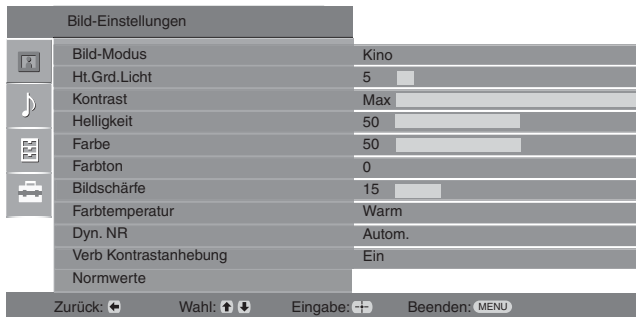 Bild-Einstellungen
Bild-Modus Kino
Ht.Grd.Licht 5
Kontrast Max
Helligkeit 50
Farbe 50
Farbton 0
Bildschärfe 15
Farbtemperatur Warm
Dyn. NR Autom.
Verb Kontrastanhebung Ein
Normwerte
Zurück: Wahl: Eingabe: Beenden: MENU